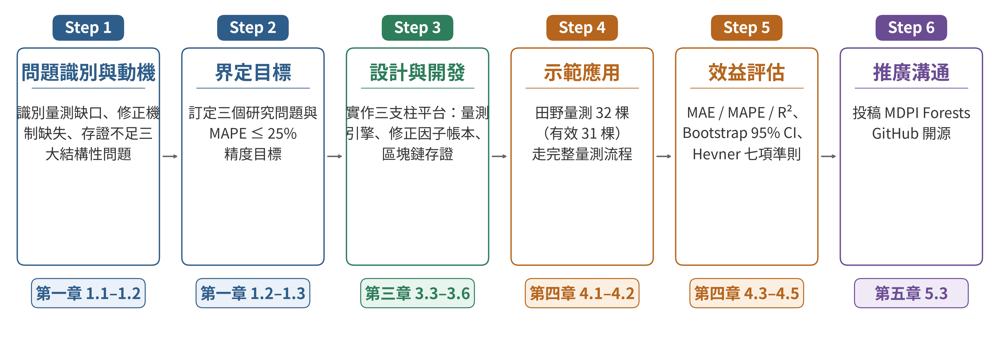 Step 1
問題識別與動機
識別量測缺口、修正機
制缺失、存證不足三
大結構性問題
第一章 1.1–1.2
Step 2
界定目標
訂定三個研究問題與
MAPE ≤ 25%
精度目標
第一章 1.2–1.3
Step 3
設計與開發
實作三支柱平台：量測
引擎、修正因子帳本、
區塊鏈存證
第三章 3.3–3.6
Step 4
示範應用
田野量測 32 棵
（有效 31 棵）
走完整量測流程
第四章 4.1–4.2
Step 5
效益評估
MAE / MAPE / R²、
Bootstrap 95% CI、
Hevner 七項準則
第四章 4.3–4.5
Step 6
推廣溝通
投稿 MDPI Forests
GitHub 開源
第五章 5.3